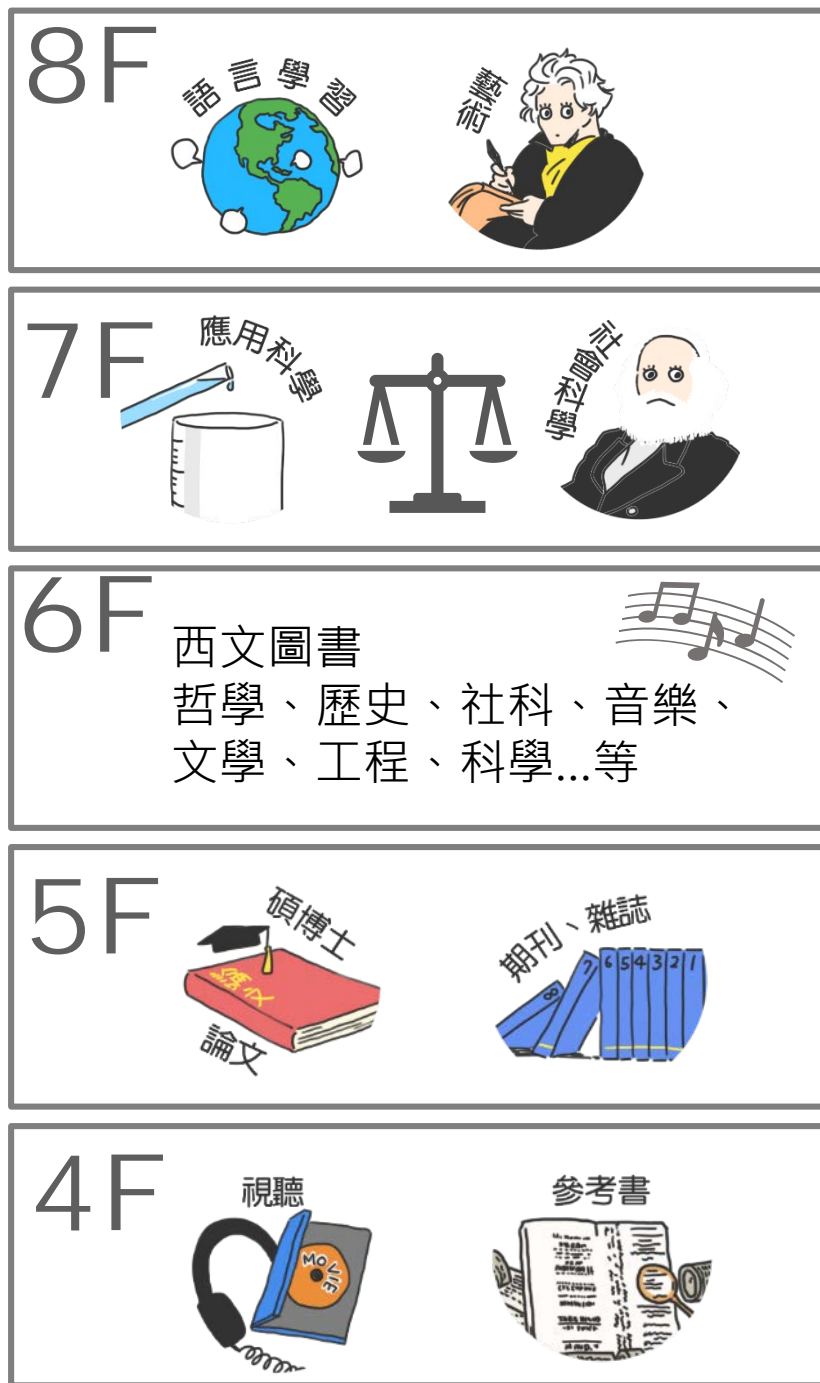 8F
語言學習
藝術
7F
應用科學
社會科學
6F
西文圖書
哲學、歷史、社科、音樂、
文學、工程、科學...等
5F
碩博士
論文
論文
期刊、雜誌
8 7 6 5 4 3 2 1
4F
視聽
MOVIE
參考書